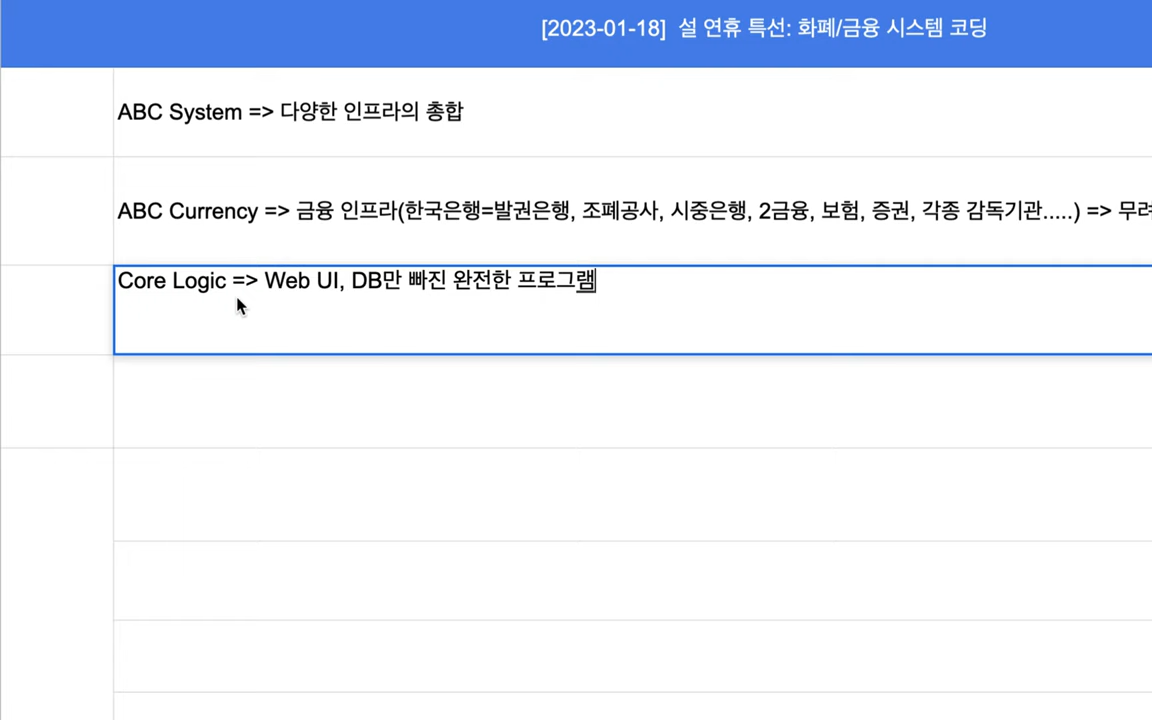 [2023-01-18] 설 연휴 특선: 화폐/금융 시스템 코딩
ABC System => 다양한 인프라의 총합
ABC Currency => 금융 인프라(한국은행=발권은행, 조폐공사, 시중은행, 2금융, 보험, 증권, 각종 감독기관.....) => 무려
Core Logic => Web UI, DB만 빠진 완전한 프로그램